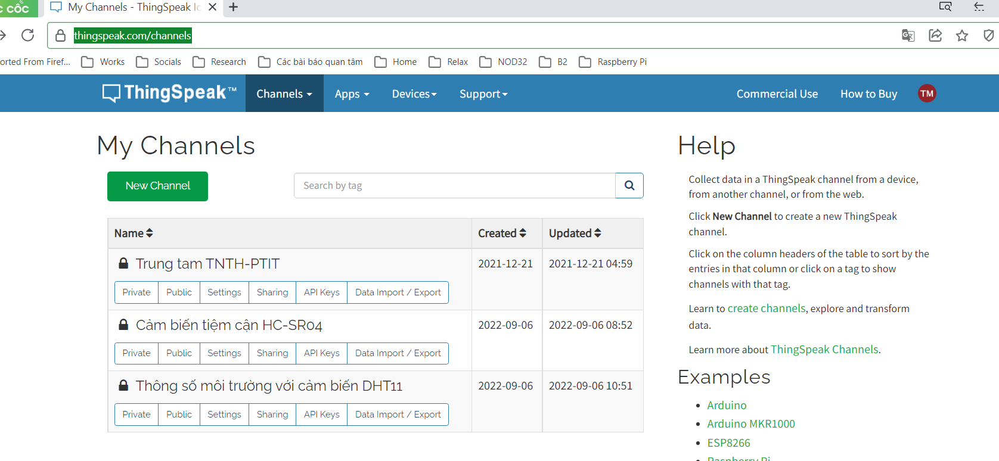 CỐC
My Channels - ThingSpeak
thingspeak.com/channels
orted From Firef...
Works
Socials
Research
Các bài báo quan tâm
Home
Relax
NOD32
B2
Raspberry Pi
ThingSpeak™
Channels
Apps
Devices
Support
Commercial Use
How to Buy
TM
My Channels
New Channel
Search by tag
Name
Created
Updated
Trung tam TNTH-PTIT
2021-12-21
2021-12-21 04:59
Private
Public
Settings
Sharing
API Keys
Data Import / Export
Cảm biến tiệm cận HC-SR04
2022-09-06
2022-09-06 08:52
Private
Public
Settings
Sharing
API Keys
Data Import / Export
Thông số môi trường với cảm biến DHT11
2022-09-06
2022-09-06 10:51
Private
Public
Settings
Sharing
API Keys
Data Import / Export
Help
Collect data in a ThingSpeak channel from a device,
from another channel, or from the web.
Click New Channel to create a new ThingSpeak
channel.
Click on the column headers of the table to sort by the
entries in that column or click on a tag to show
channels with that tag.
Learn to create channels, explore and transform
data.
Learn more about ThingSpeak Channels.
Examples
Arduino
Arduino MKR1000
ESP8266
Raspberry Pi